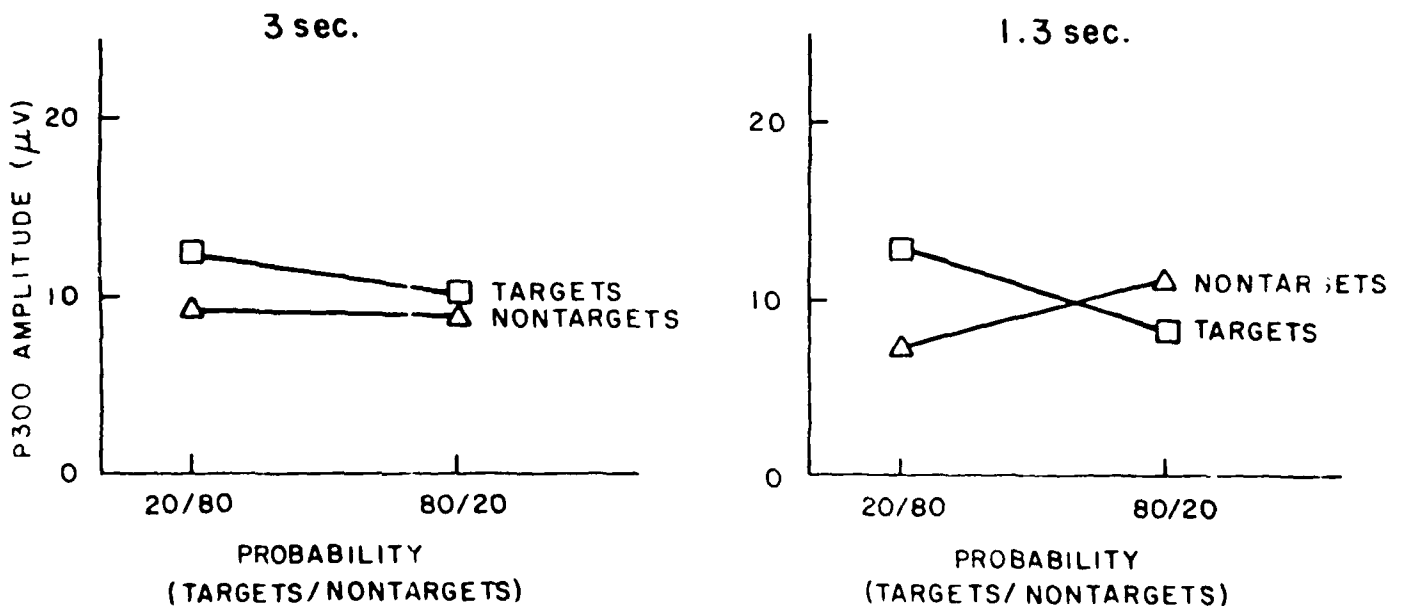 3 sec.
P300 AMPLITUDE (μV)
20
10
0
TARGETS
NONTARGETS
20/80
80/20
PROBABILITY
(TARGETS/NONTARGETS)
1.3 sec.
20
10
0
NONTARGETS
TARGETS
20/80
80/20
PROBABILITY
(TARGETS/NONTARGETS)